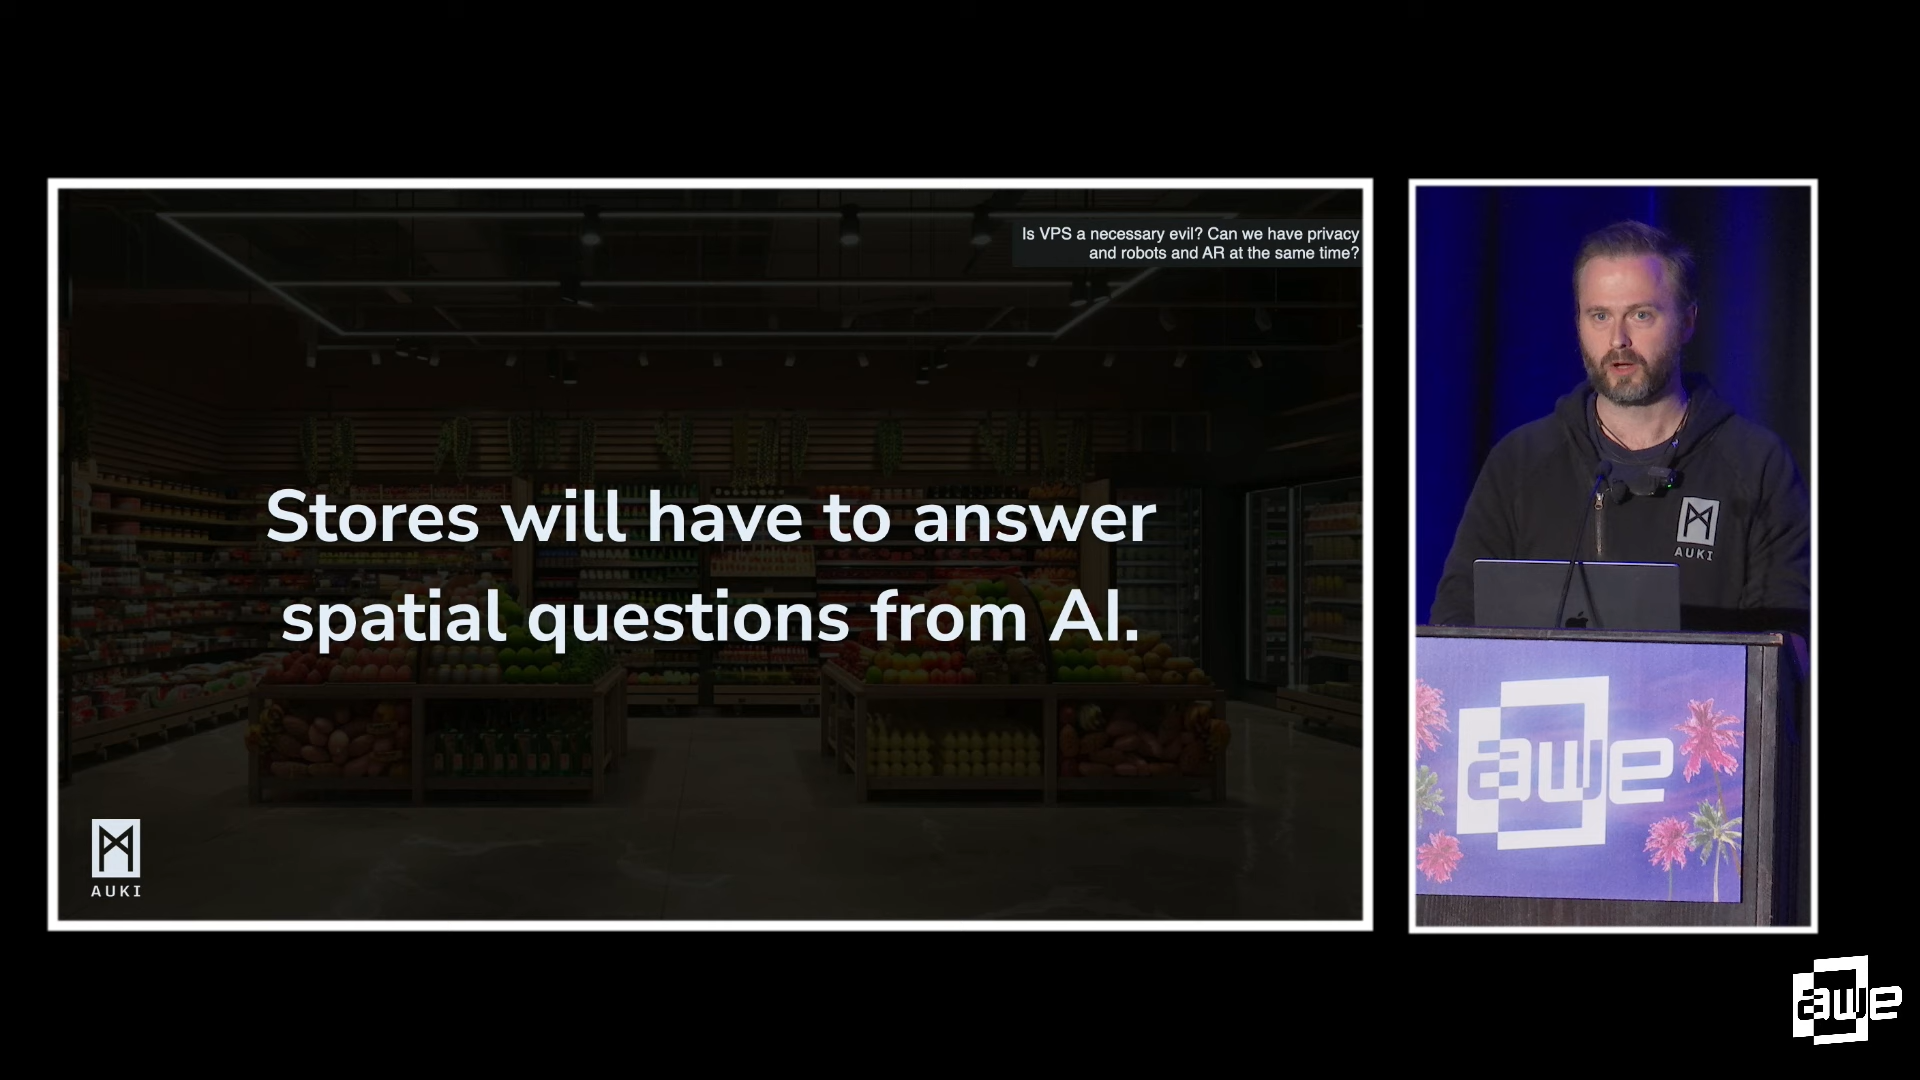 Is VPS a necessary evil? Can we have privacy
and robots and AR at the same time?
Stores will have to answer
spatial questions from AI.
AUKI
AUKI
awe
awe